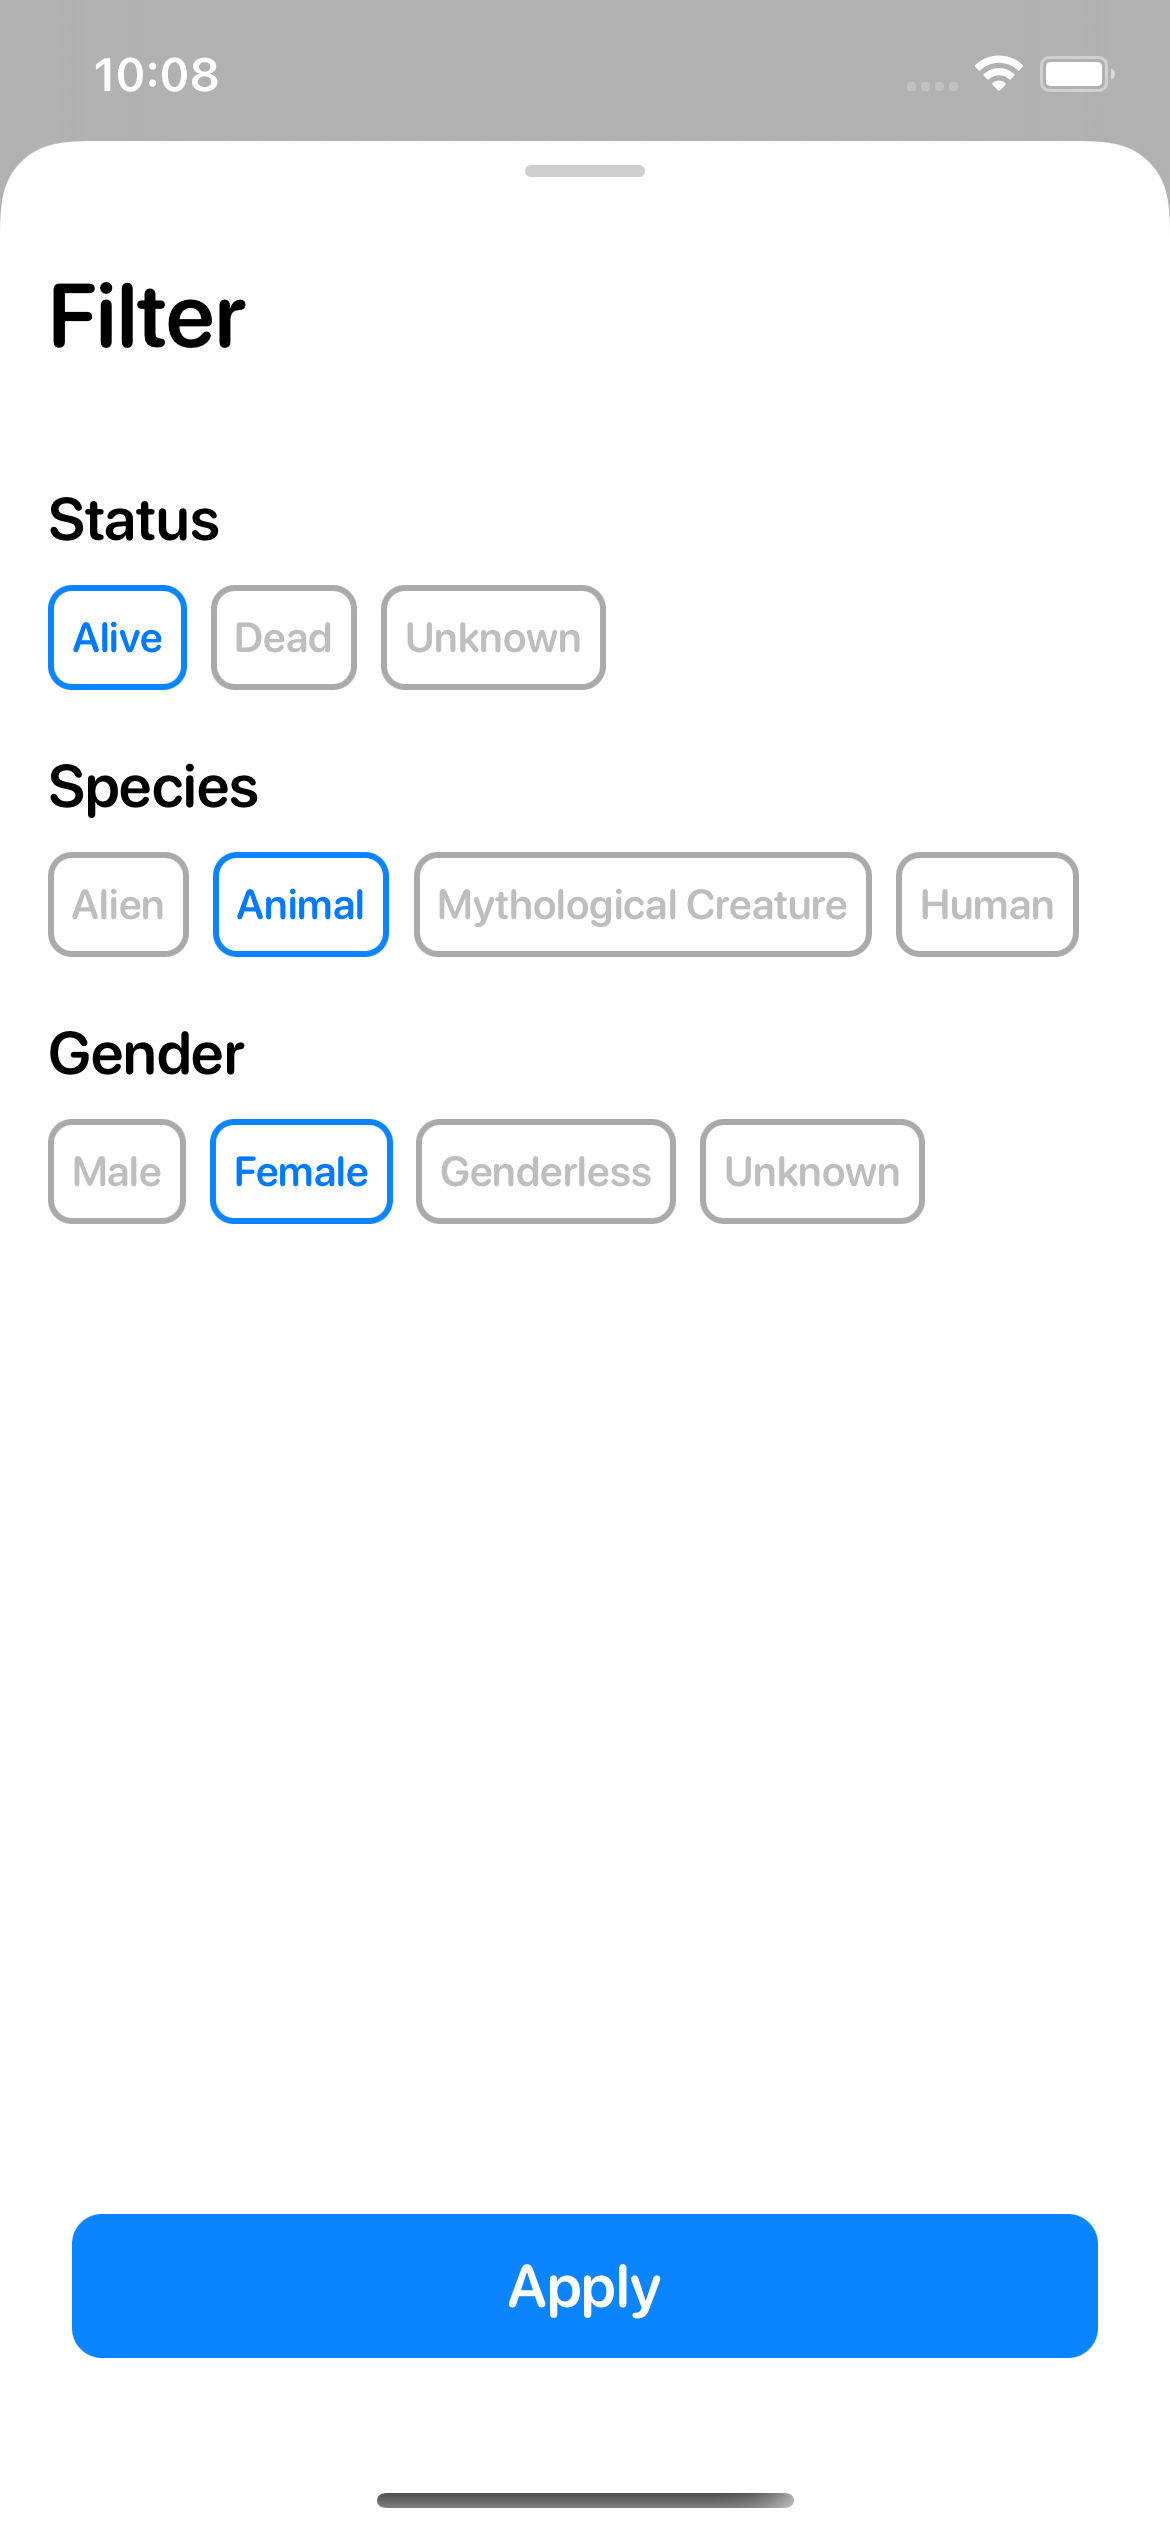 10:08
Filter
Status
Alive Dead Unknown
Species
Alien Animal Mythological Creature Human
Gender
Male Female Genderless Unknown
Apply